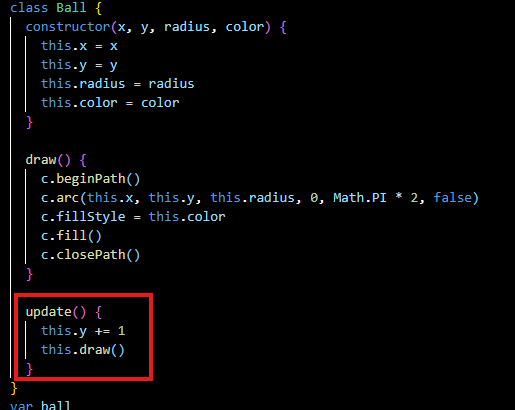 class Ball {
constructor(x, y, radius, color) {
this.x = x
this.y = y
this.radius = radius
this.color = color
}
draw() {
c.beginPath()
c.arc(this.x, this.y, this.radius, 0, Math.PI * 2, false)
c.fillStyle = this.color
c.fill()
c.closePath()
}
update() {
this.y += 1
this.draw()
}
}
var ball